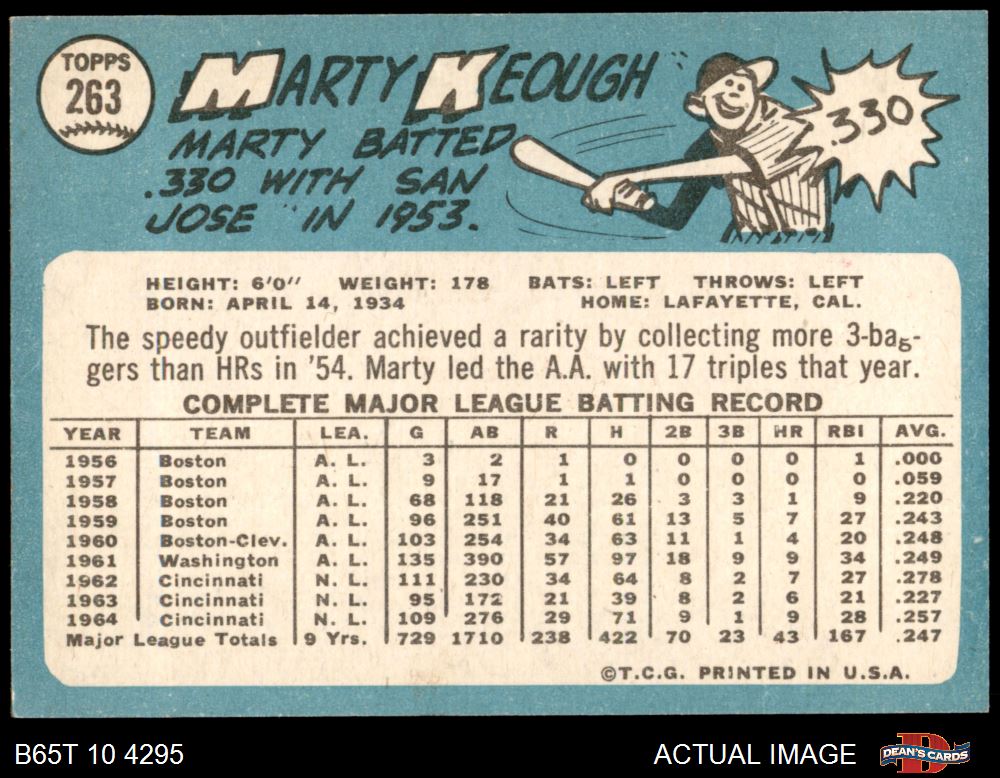 TOPPS
263
MARTY KEOUGH
MARTY BATTED
.330 WITH SAN
JOSE IN 1953.
.330
HEIGHT: 6'0" WEIGHT: 178 BATS: LEFT THROWS: LEFT
BORN: APRIL 14, 1934 HOME: LAFAYETTE, CAL.
The speedy outfielder achieved a rarity by collecting more 3-bag-
gers than HRs in '54. Marty led the A.A. with 17 triples that year.
COMPLETE MAJOR LEAGUE BATTING RECORD
YEAR TEAM LEA. G AB R H 2B 3B HR RBI AVG.
1956 Boston A. L. 3 2 1 0 0 0 0 1 .000
1957 Boston A. L. 9 17 1 1 0 0 0 0 .059
1958 Boston A. L. 68 118 21 26 3 3 1 9 .220
1959 Boston A. L. 96 251 40 61 13 5 7 27 .243
1960 Boston-Clev. A. L. 103 254 34 63 11 1 4 20 .248
1961 Washington A. L. 135 390 57 97 18 9 9 34 .249
1962 Cincinnati N. L. 111 230 34 64 8 2 7 27 .278
1963 Cincinnati N. L. 95 172 21 39 8 2 6 21 .227
1964 Cincinnati N. L. 109 276 29 71 9 1 9 28 .257
Major League Totals 9 Yrs. 729 1710 238 422 70 23 43 167 .247
©T.C.G. PRINTED IN U.S.A.
B65T 10 4295 ACTUAL IMAGE DEAN'S CARDS